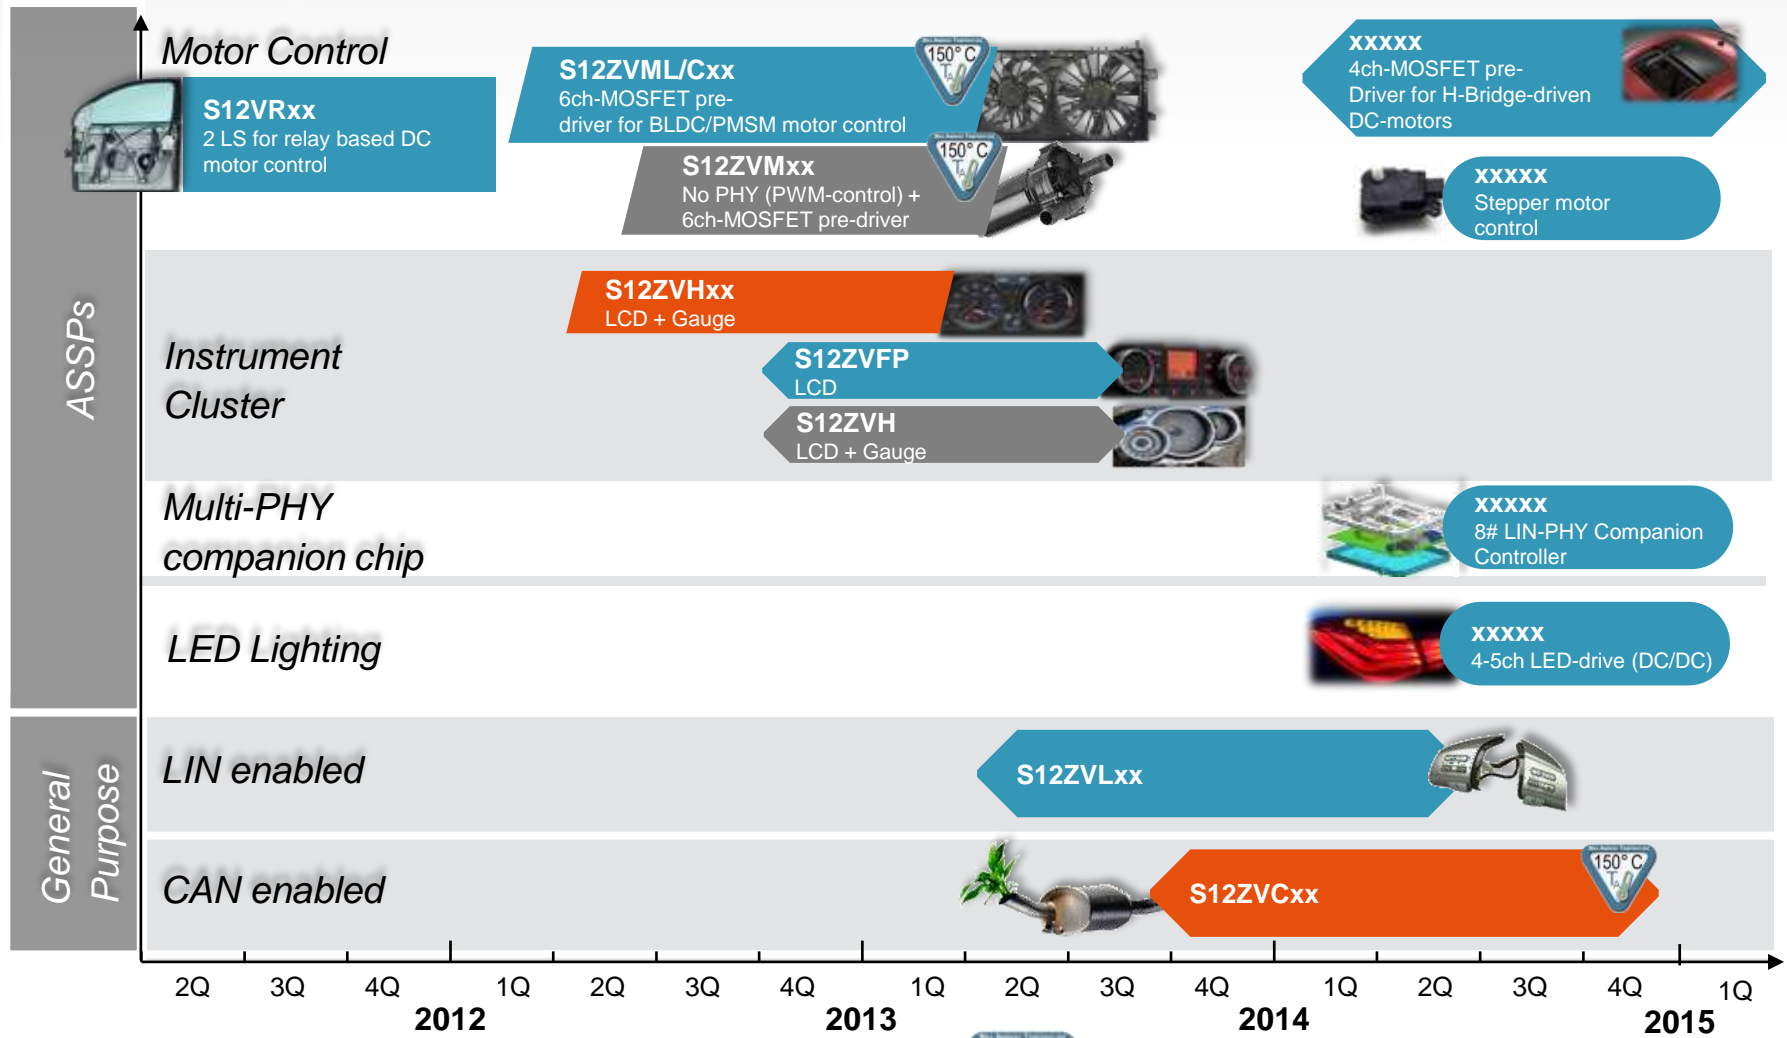 ASSPs
Motor Control
S12VRxx
2 LS for relay based DC
motor control
S12ZVML/Cxx
6ch-MOSFET pre-
driver for BLDC/PMSM motor control
150° C
TA
S12ZVMxx
No PHY (PWM-control) +
6ch-MOSFET pre-driver
150° C
TA
xxxxx
4ch-MOSFET pre-
Driver for H-Bridge-driven
DC-motors
xxxxx
Stepper motor
control
Instrument
Cluster
S12ZVHxx
LCD + Gauge
S12ZVFP
LCD
S12ZVH
LCD + Gauge
Multi-PHY
companion chip
xxxxx
8# LIN-PHY Companion
Controller
LED Lighting
xxxxx
4-5ch LED-drive (DC/DC)
General
Purpose
LIN enabled
S12ZVLxx
CAN enabled
S12ZVCxx
150° C
TA
2Q 3Q 4Q 1Q 2Q 3Q 4Q 1Q 2Q 3Q 4Q 1Q 2Q 3Q 4Q 1Q
2012 2013 2014 2015